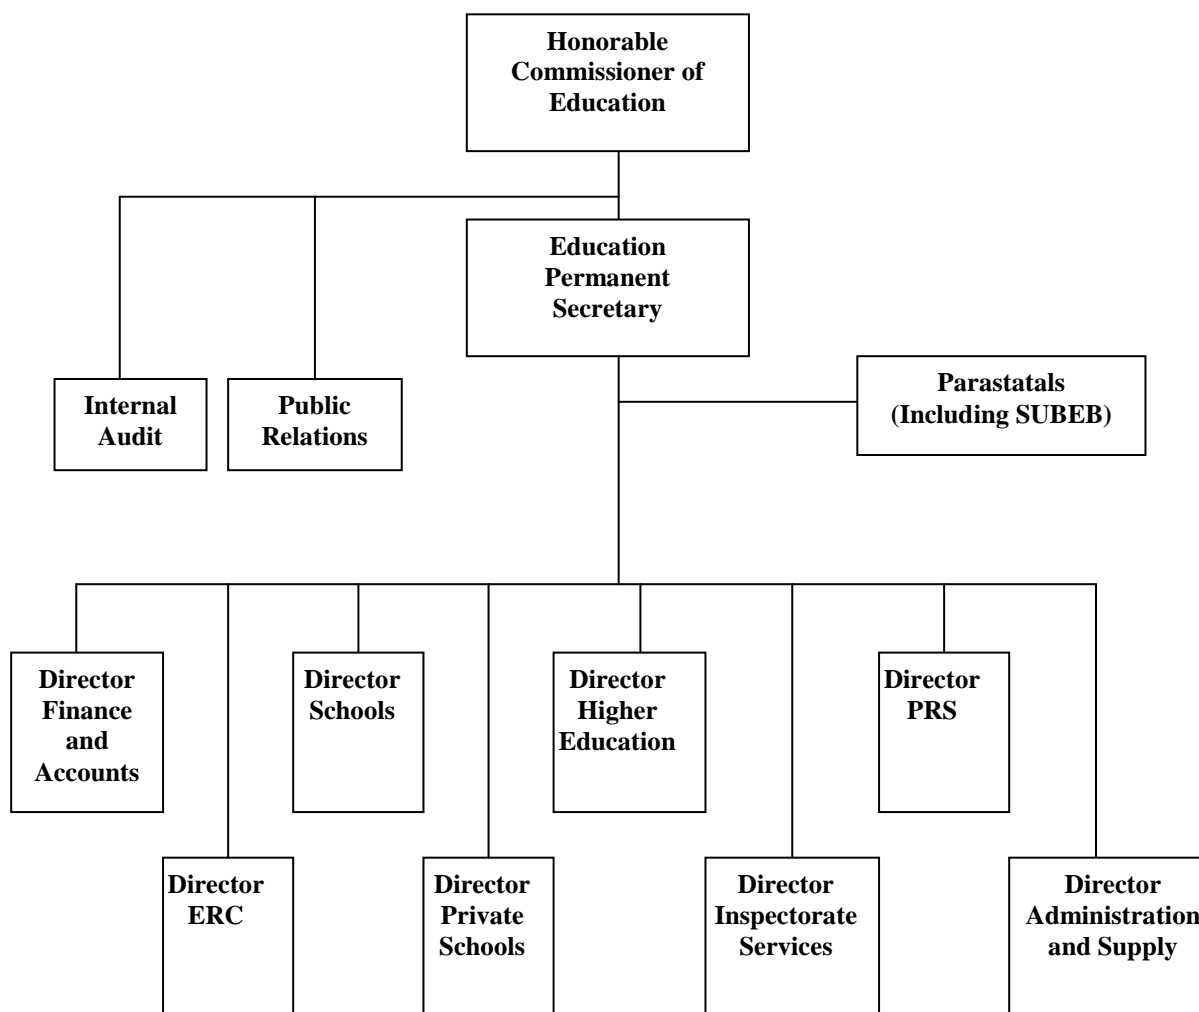 Honorable
Commissioner of
Education
Education
Permanent
Secretary
Internal
Audit
Public
Relations
Parastatals
(Including SUBEB)
Director
Finance
and
Accounts
Director
Schools
Director
Higher
Education
Director
PRS
Director
ERC
Director
Private
Schools
Director
Inspectorate
Services
Director
Administration
and Supply